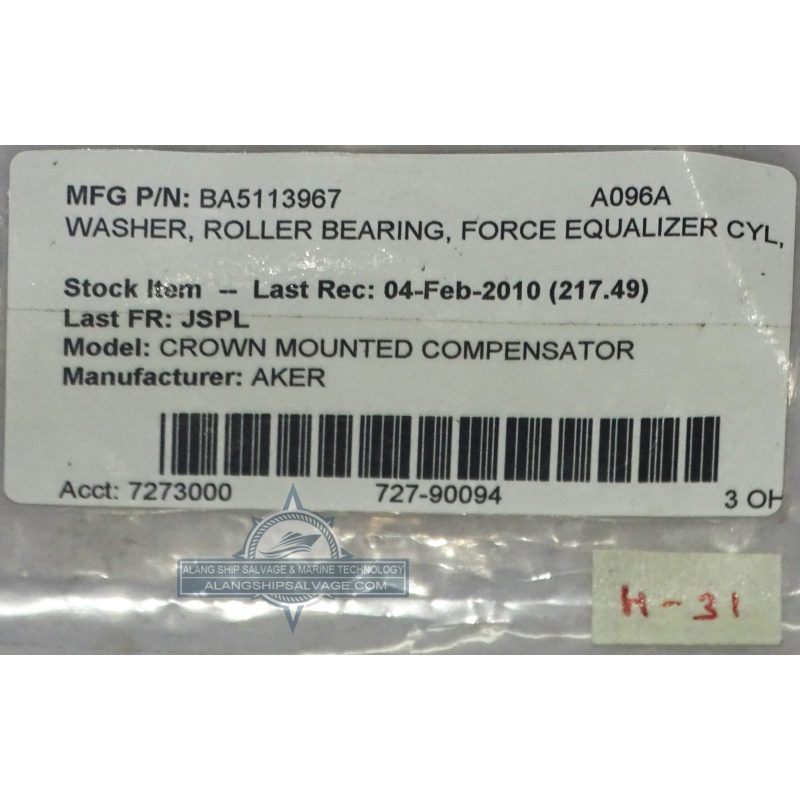 MFG P/N: BA5113967 A096A
WASHER, ROLLER BEARING, FORCE EQUALIZER CYL,
Stock Item -- Last Rec: 04-Feb-2010 (217.49)
Last FR: JSPL
Model: CROWN MOUNTED COMPENSATOR
Manufacturer: AKER
Acct: 7273000 727-90094 3 OH
ALANG SHIP SALVAGE & MARINE TECHNOLOGY
ALANGSHIPSALVAGE.COM
H-31